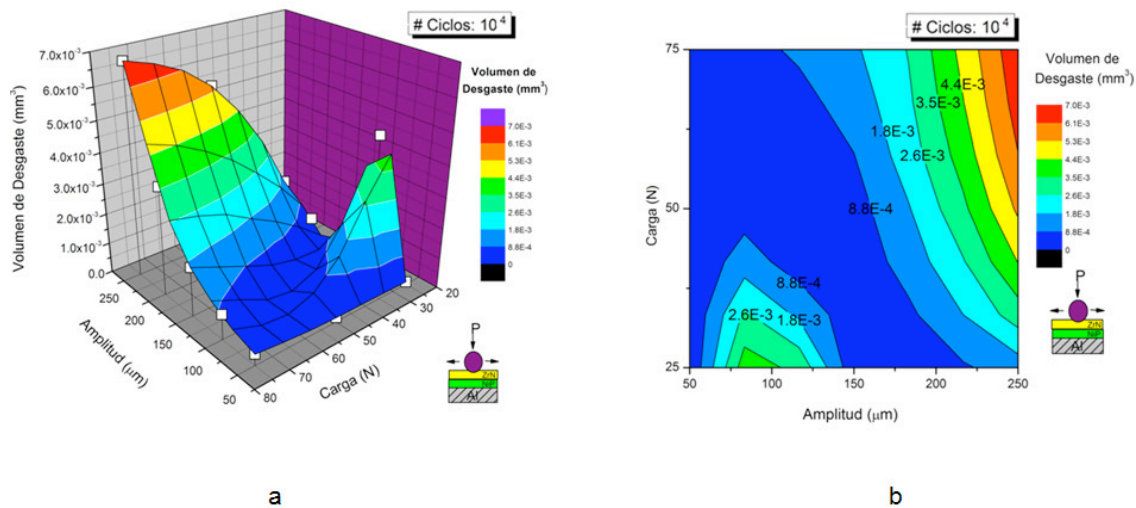 # Ciclos: 10⁴
7.0x10⁻³
6.0x10⁻³
5.0x10⁻³
4.0x10⁻³
3.0x10⁻³
2.0x10⁻³
1.0x10⁻³
0.0
Volumen de Desgaste (mm³)
250
200
150
100
50
Amplitud (µm)
80
70
60
50
40
30
20
Carga (N)
Volumen de
Desgaste (mm³)
7.0E-3
6.1E-3
5.3E-3
4.4E-3
3.5E-3
2.6E-3
1.8E-3
8.8E-4
0
P
ZrN
NiP
Al
a
# Ciclos: 10⁴
75
50
25
Carga (N)
4.4E-3
3.5E-3
1.8E-3
2.6E-3
8.8E-4
8.8E-4
2.6E-3
1.8E-3
50
100
150
200
250
Amplitud (µm)
Volumen de
Desgaste (mm³)
7.0E-3
6.1E-3
5.3E-3
4.4E-3
3.5E-3
2.6E-3
1.8E-3
8.8E-4
0
P
ZrN
NiP
Al
b